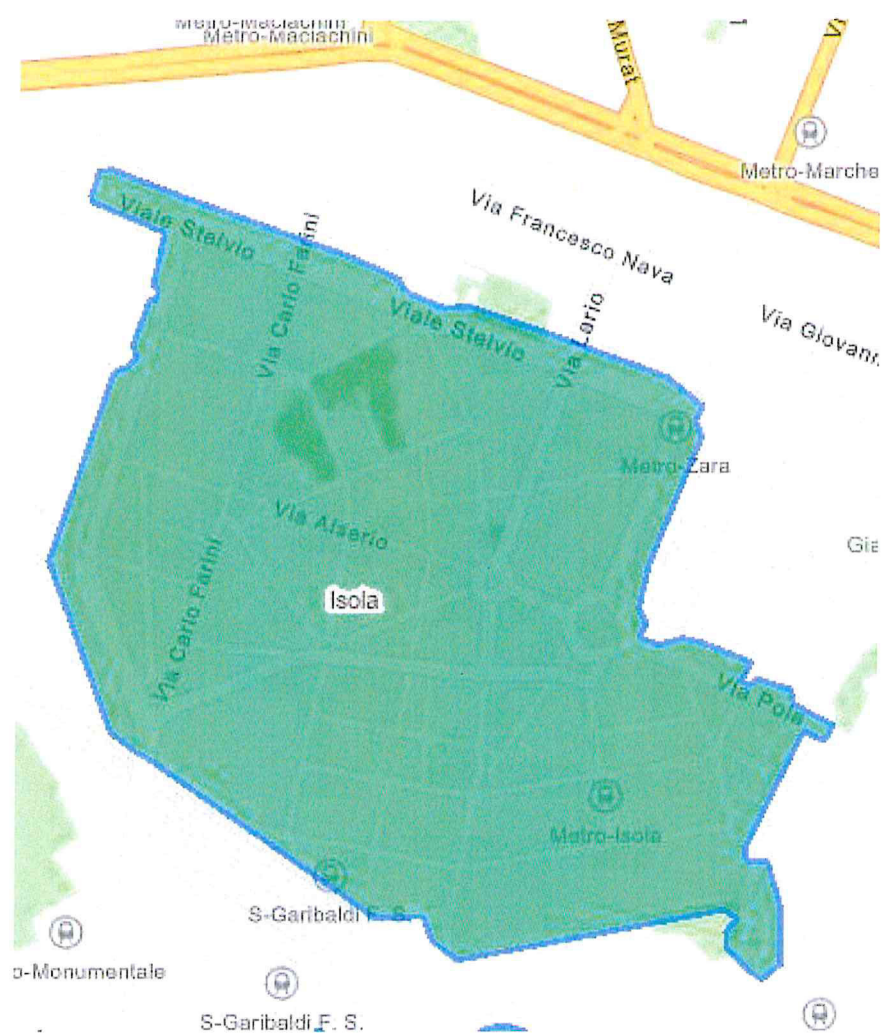 Metro-Maciachini
Metro-Maciachini
Murat
Metro-Marche
Viale Stelvio
Via Carlo Farini
Via Francesco Nava
Viale Stelvio
Via Lario
Via Giovann
Metro-Zara
Via Alserio
Gia
Isola
Via Carlo Farini
Via Pola
Metro-Isola
S-Garibaldi F. S.
o-Monumentale
S-Garibaldi F. S.